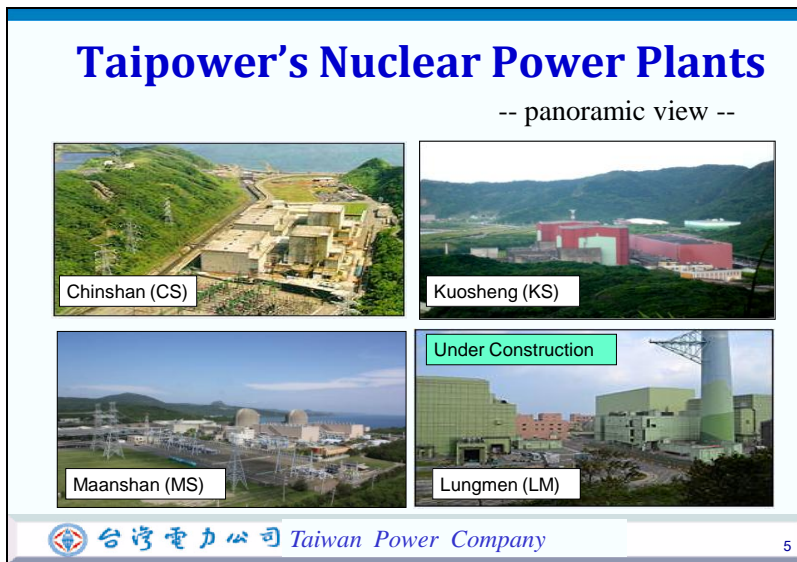 Taipower’s Nuclear Power Plants
-- panoramic view --
Chinshan (CS)
Kuosheng (KS)
Under Construction
Maanshan (MS)
Lungmen (LM)
台灣電力公司 Taiwan Power Company
5